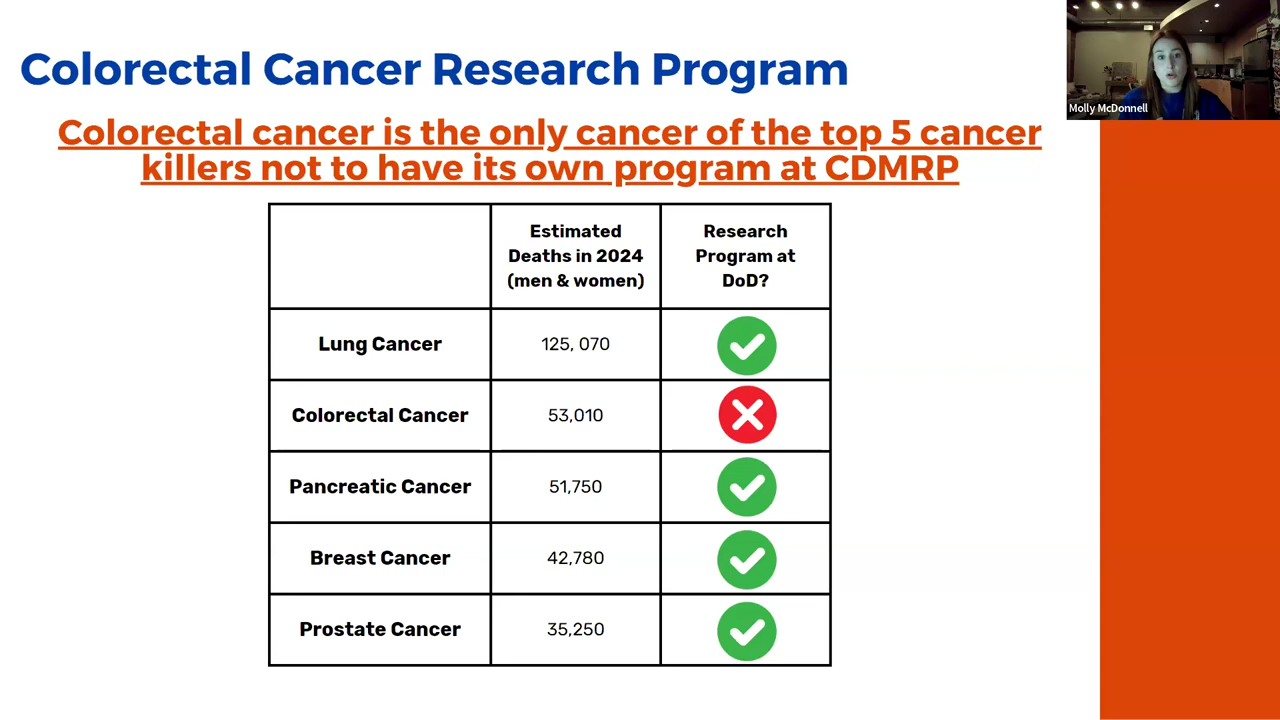 Colorectal Cancer Research Program
Molly McDonnell
Colorectal cancer is the only cancer of the top 5 cancer
killers not to have its own program at CDMRP
Estimated
Deaths in 2024
(men & women)
Research
Program at
DoD?
Lung Cancer
125, 070
Colorectal Cancer
53,010
Pancreatic Cancer
51,750
Breast Cancer
42,780
Prostate Cancer
35,250